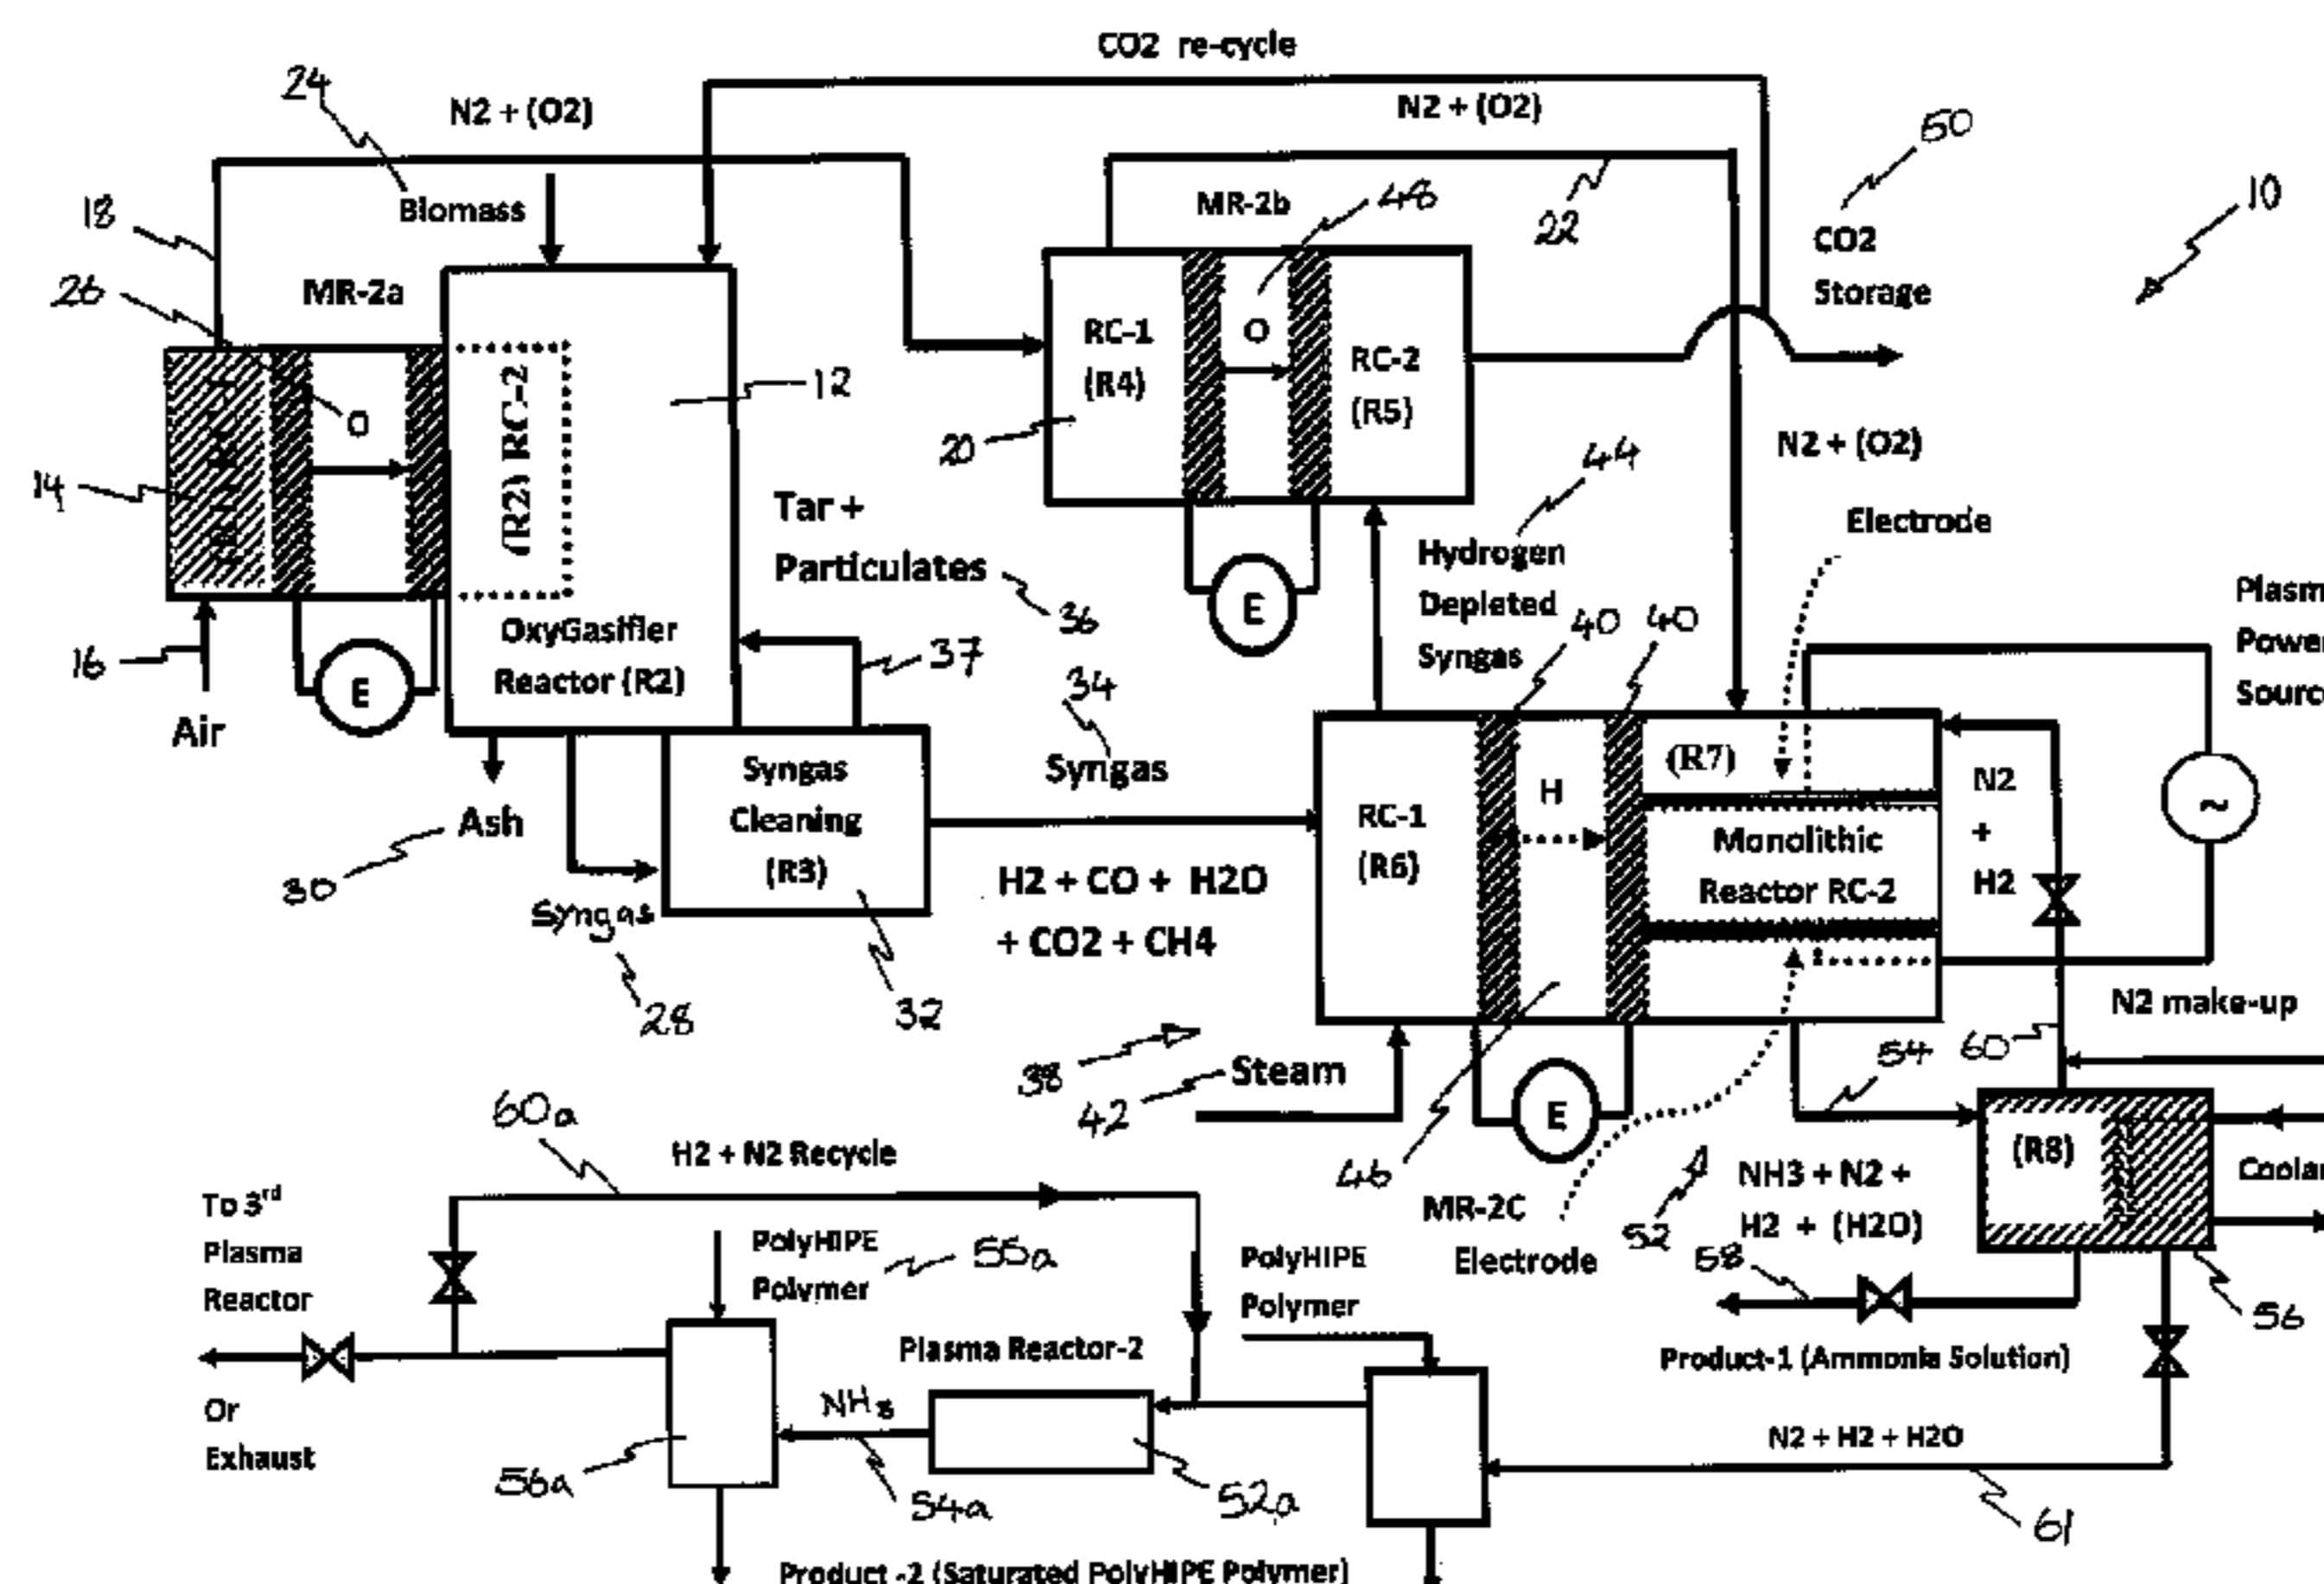 CO2 re-cycle
24
N2 + (O2)
N2 + (O2)
50
18
Biomass
MR-2b
48
22
CO2
Storage
10
26
MR-2a
RC-1
(R4)
O
RC-2
(R5)
12
O
(R2) RC-2
20
N2 + (O2)
14
44
Tar +
Particulates
Electrode
Hydrogen
Depleted
Syngas
E
36
40
40
16
OxyGasifier
Reactor (R2)
37
34
E
Air
Syngas
Cleaning
(R3)
Syngas
(R7)
N2
+
H2
~
H
RC-1
(R6)
Monolithic
Reactor RC-2
Ash
30
H2 + CO + H2O
+ CO2 + CH4
Syngas
28
32
N2 make-up
38
Steam
42
54
60
E
60a
46
H2 + N2 Recycle
(R8)
MR-2C
Electrode
52
NH3 + N2 +
H2 + (H2O)
To 3rd
Plasma
Reactor
PolyHIPE
Polymer
55a
PolyHIPE
Polymer
58
56
Plasma Reactor-2
Product-1 (Ammonia Solution)
Or
Exhaust
NH3
N2 + H2 + H2O
56a
54a
52a
61
Product -2 (Saturated PolyHIPE Polymer)